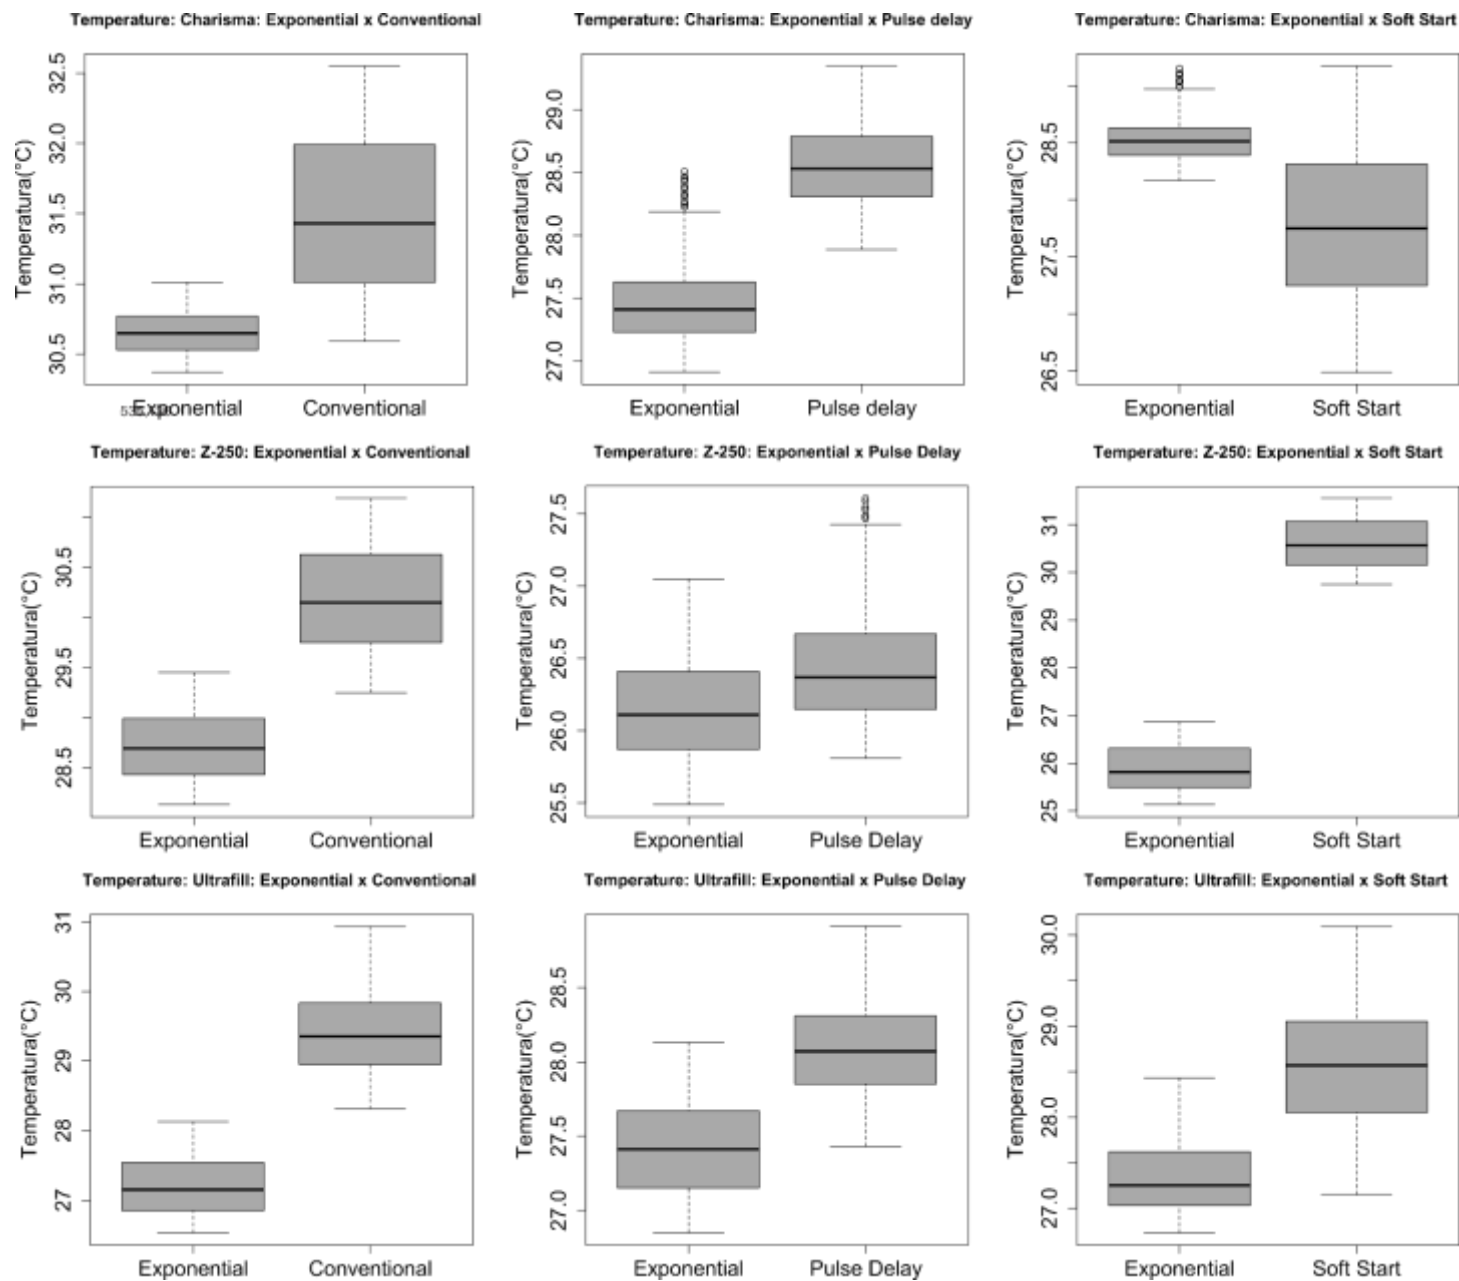 Temperature: Charisma: Exponential x Conventional
Temperature: Charisma: Exponential x Pulse delay
Temperature: Charisma: Exponential x Soft Start
Temperatura(°C)
32.5
32.0
31.5
31.0
30.5
Exponential
Conventional
Temperatura(°C)
29.0
28.5
28.0
27.5
27.0
Exponential
Pulse delay
Temperatura(°C)
28.5
27.5
26.5
Exponential
Soft Start
Temperature: Z-250: Exponential x Conventional
Temperature: Z-250: Exponential x Pulse Delay
Temperature: Z-250: Exponential x Soft Start
Temperatura(°C)
30.5
29.5
28.5
Exponential
Conventional
Temperatura(°C)
27.5
27.0
26.5
26.0
25.5
Exponential
Pulse Delay
Temperatura(°C)
31
30
29
28
27
26
25
Exponential
Soft Start
Temperature: Ultrafill: Exponential x Conventional
Temperature: Ultrafill: Exponential x Pulse Delay
Temperature: Ultrafill: Exponential x Soft Start
Temperatura(°C)
31
30
29
28
27
Exponential
Conventional
Temperatura(°C)
28.5
28.0
27.5
27.0
Exponential
Pulse Delay
Temperatura(°C)
30.0
29.0
28.0
27.0
Exponential
Soft Start